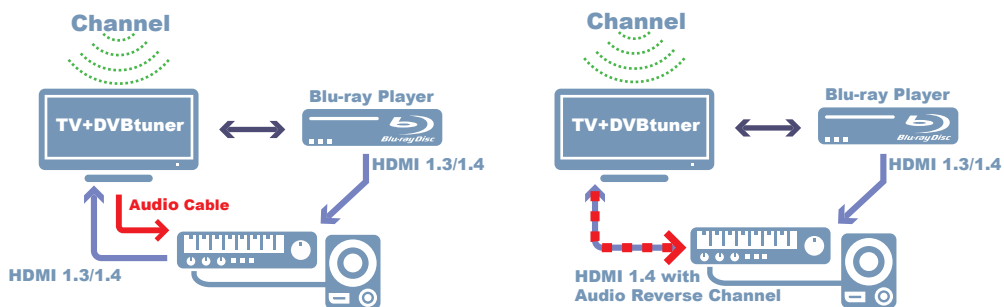 Channel
TV+DVBtuner
Blu-ray Player
Blu-ray Disc
HDMI 1.3/1.4
Audio Cable
HDMI 1.3/1.4
Channel
TV+DVBtuner
Blu-ray Player
Blu-ray Disc
HDMI 1.3/1.4
HDMI 1.4 with
Audio Reverse Channel